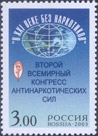 "В XXI ВЕКЕ БЕЗ НАРКОТИКОВ"
ВТОРОЙ
ВСЕМИРНЫЙ
КОНГРЕСС
АНТИНАРКОТИЧЕСКИХ
СИЛ
РОССИЯ
3.00
ROSSIJA 2003